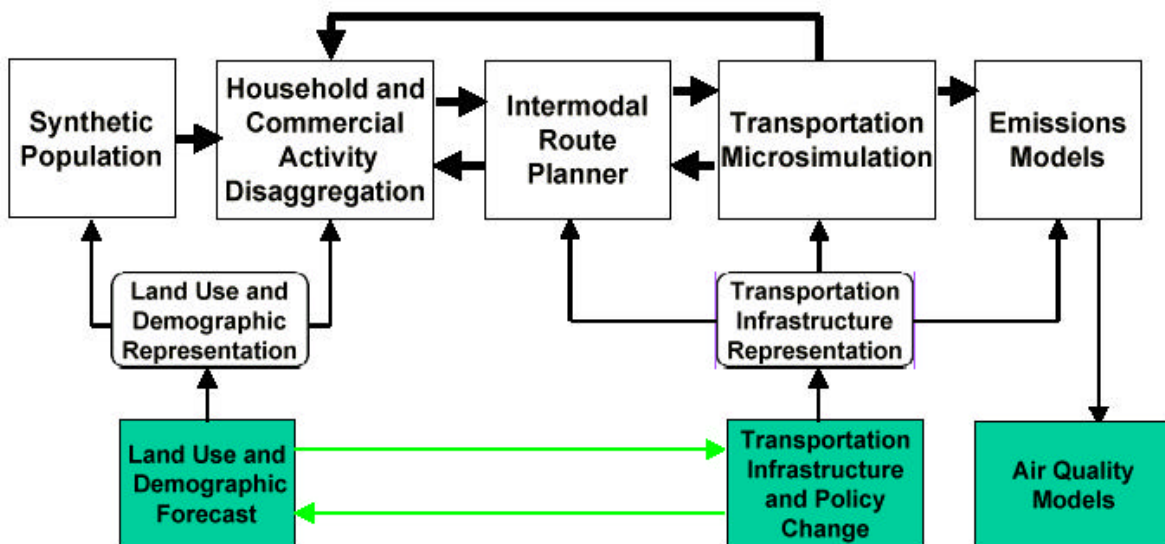 Synthetic
Population
Household and
Commercial
Activity
Disaggregation
Intermodal
Route
Planner
Transportation
Microsimulation
Emissions
Models
Land Use and
Demographic
Representation
Transportation
Infrastructure
Representation
Land Use and
Demographic
Forecast
Transportation
Infrastructure
and Policy
Change
Air Quality
Models